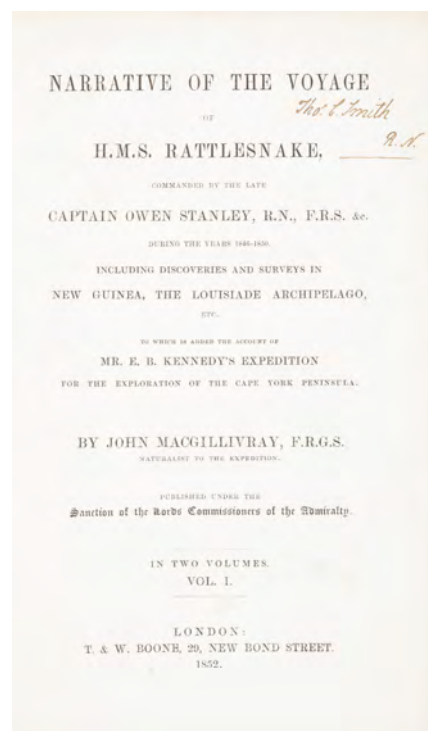 NARRATIVE OF THE VOYAGE
OF
Tho.s C. Smith
R.N.
H.M.S. RATTLESNAKE,
COMMANDED BY THE LATE
CAPTAIN OWEN STANLEY, R.N., F.R.S. &c.
DURING THE YEARS 1846-1850.
INCLUDING DISCOVERIES AND SURVEYS IN
NEW GUINEA, THE LOUISIADE ARCHIPELAGO,
ETC.
TO WHICH IS ADDED THE ACCOUNT OF
MR. E. B. KENNEDY'S EXPEDITION
FOR THE EXPLORATION OF THE CAPE YORK PENINSULA.
BY JOHN MACGILLIVRAY, F.R.G.S.
NATURALIST TO THE EXPEDITION.
PUBLISHED UNDER THE
Sanction of the Lords Commissioners of the Admiralty.
IN TWO VOLUMES.
VOL. I.
LONDON:
T. & W. BOONE, 29, NEW BOND STREET.
1852.